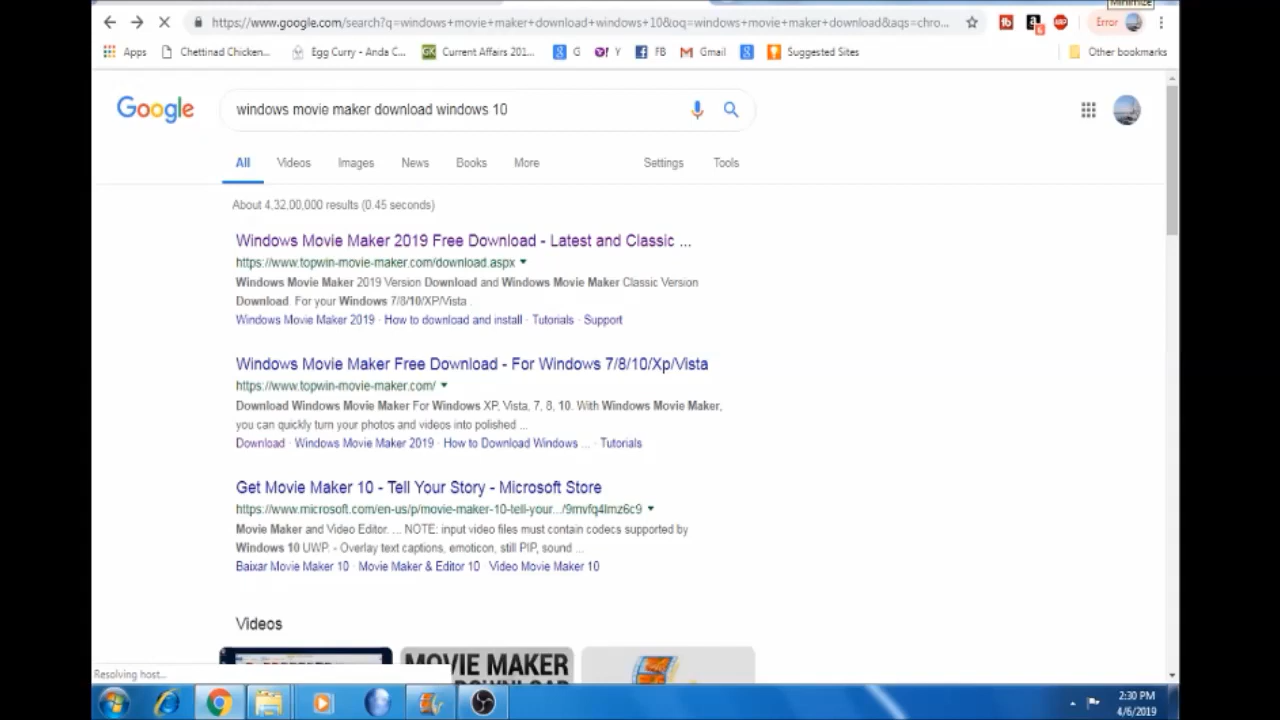 Minimize
https://www.google.com/search?q=windows+movie+maker+download+windows+10&oq=windows+movie+maker+download&aqs=chro...
6
Error
Apps
Chettinad Chicken...
Egg Curry - Anda C...
GK
Current Affairs 201...
G
Y
FB
Gmail
Suggested Sites
Other bookmarks
Google
windows movie maker download windows 10
All Videos Images News Books More Settings Tools
About 4,32,00,000 results (0.45 seconds)
Windows Movie Maker 2019 Free Download - Latest and Classic ...
https://www.topwin-movie-maker.com/download.aspx
Windows Movie Maker 2019 Version Download and Windows Movie Maker Classic Version
Download. For your Windows 7/8/10/XP/Vista .
Windows Movie Maker 2019 · How to download and install · Tutorials · Support
Windows Movie Maker Free Download - For Windows 7/8/10/Xp/Vista
https://www.topwin-movie-maker.com/
Download Windows Movie Maker For Windows XP, Vista, 7, 8, 10. With Windows Movie Maker,
you can quickly turn your photos and videos into polished ...
Download · Windows Movie Maker 2019 · How to Download Windows ... · Tutorials
Get Movie Maker 10 - Tell Your Story - Microsoft Store
https://www.microsoft.com/en-us/p/movie-maker-10-tell-your.../9mvfq4lmz6c9
Movie Maker and Video Editor. ... NOTE: input video files must contain codecs supported by
Windows 10 UWP. - Overlay text captions, emoticon, still PIP, sound ...
Baixar Movie Maker 10 · Movie Maker & Editor 10 · Video Movie Maker 10
Videos
MOVIE MAKER
DOWNLOAD
Resolving host...
2:30 PM
4/6/2019